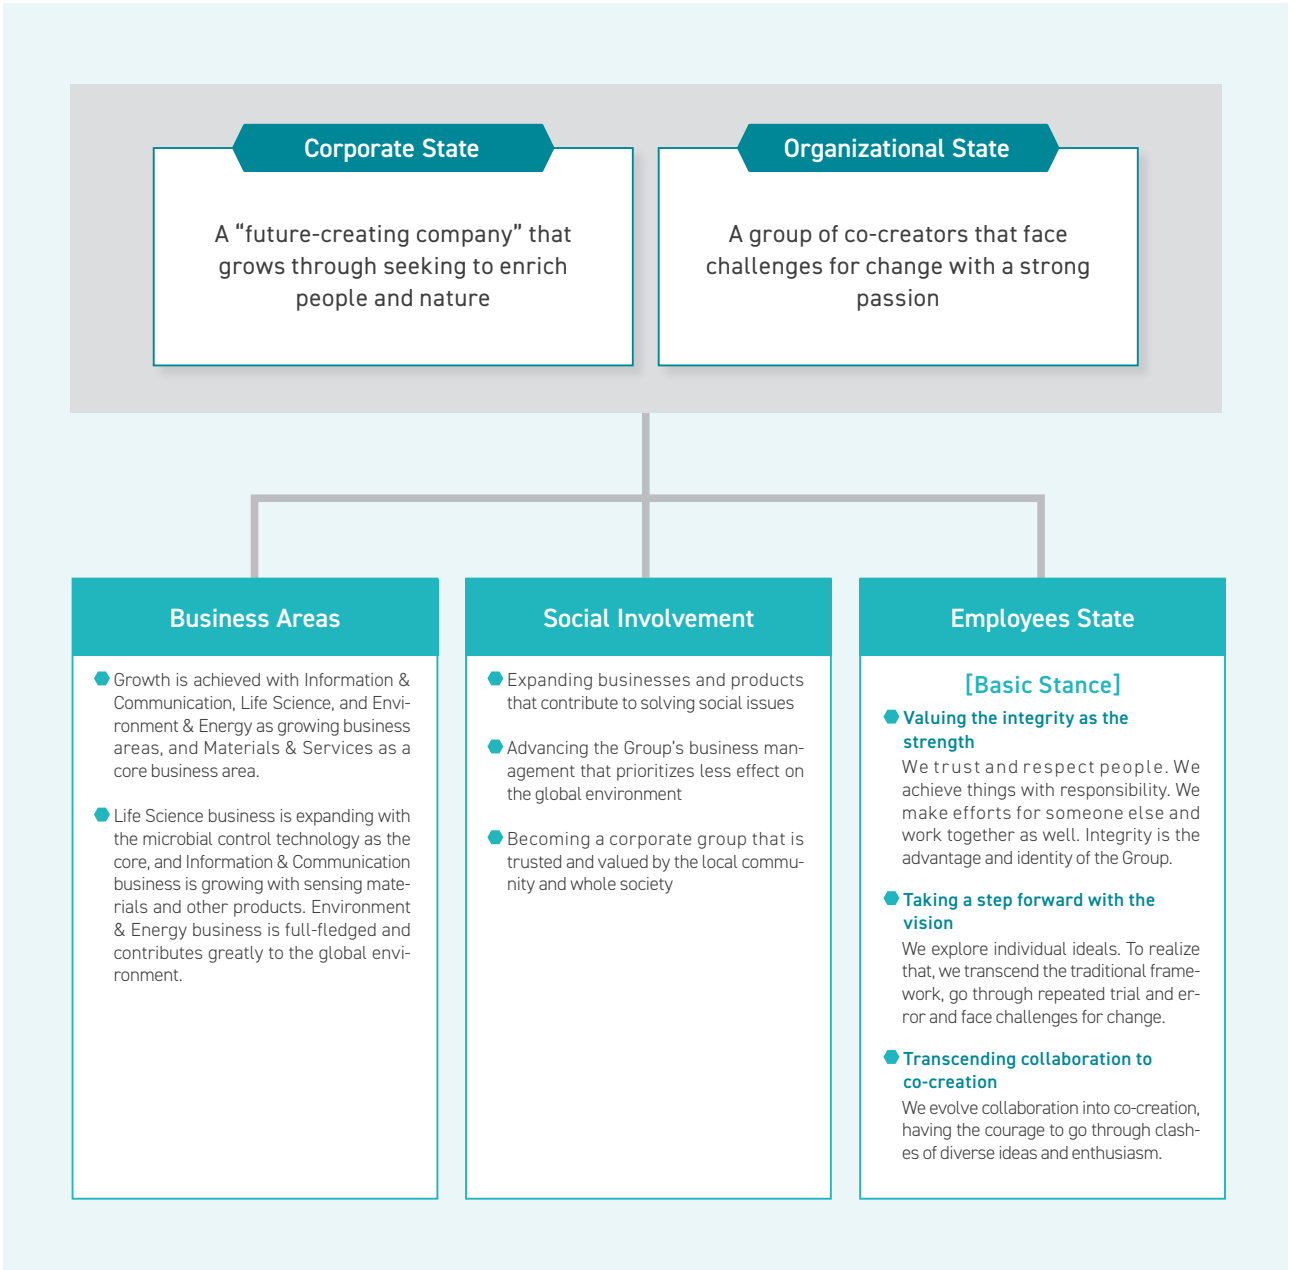 Corporate State
A “future-creating company” that
grows through seeking to enrich
people and nature
Organizational State
A group of co-creators that face
challenges for change with a strong
passion
Business Areas
Growth is achieved with Information &
Communication, Life Science, and Envi-
ronment & Energy as growing business
areas, and Materials & Services as a
core business area.
Life Science business is expanding with
the microbial control technology as the
core, and Information & Communication
business is growing with sensing mate-
rials and other products. Environment
& Energy business is full-fledged and
contributes greatly to the global envi-
ronment.
Social Involvement
Expanding businesses and products
that contribute to solving social issues
Advancing the Group’s business man-
agement that prioritizes less effect on
the global environment
Becoming a corporate group that is
trusted and valued by the local commu-
nity and whole society
Employees State
[Basic Stance]
Valuing the integrity as the
strength
We trust and respect people. We
achieve things with responsibility. We
make efforts for someone else and
work together as well. Integrity is the
advantage and identity of the Group.
Taking a step forward with the
vision
We explore individual ideals. To realize
that, we transcend the traditional frame-
work, go through repeated trial and er-
ror and face challenges for change.
Transcending collaboration to
co-creation
We evolve collaboration into co-creation,
having the courage to go through clash-
es of diverse ideas and enthusiasm.